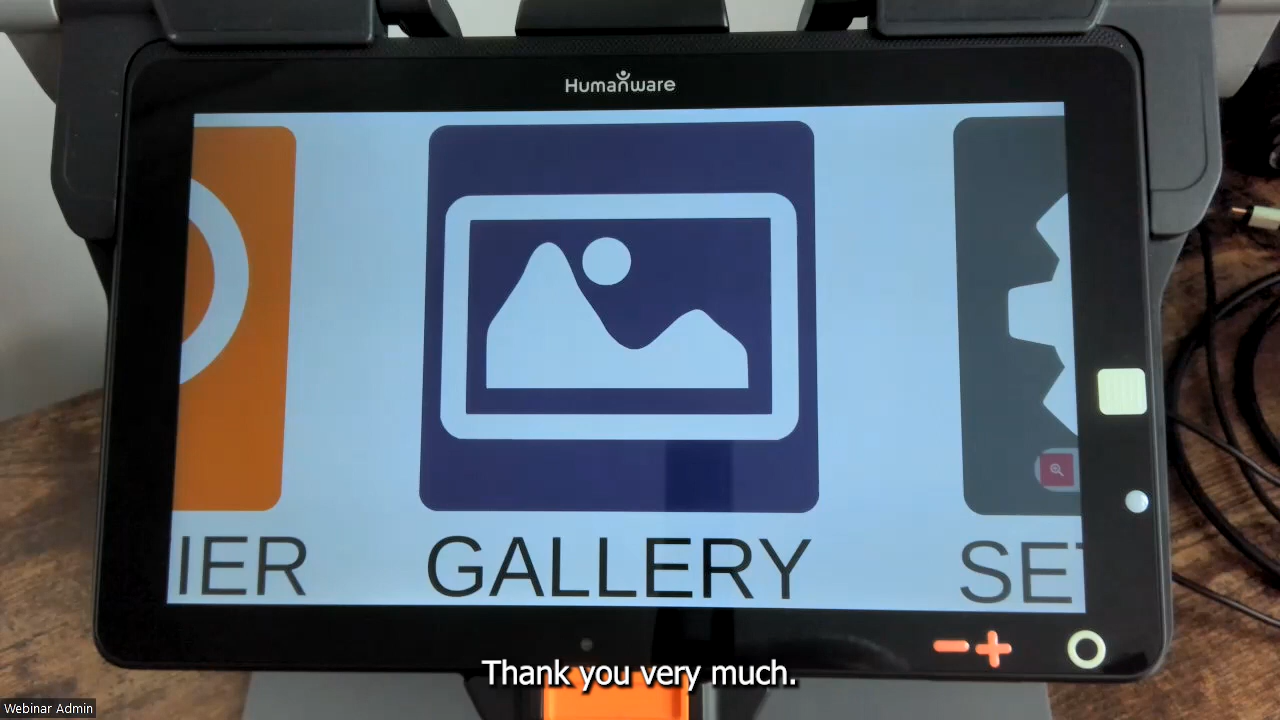 Humanware
IER
GALLERY
SET
Thank you very much.
Webinar Admin